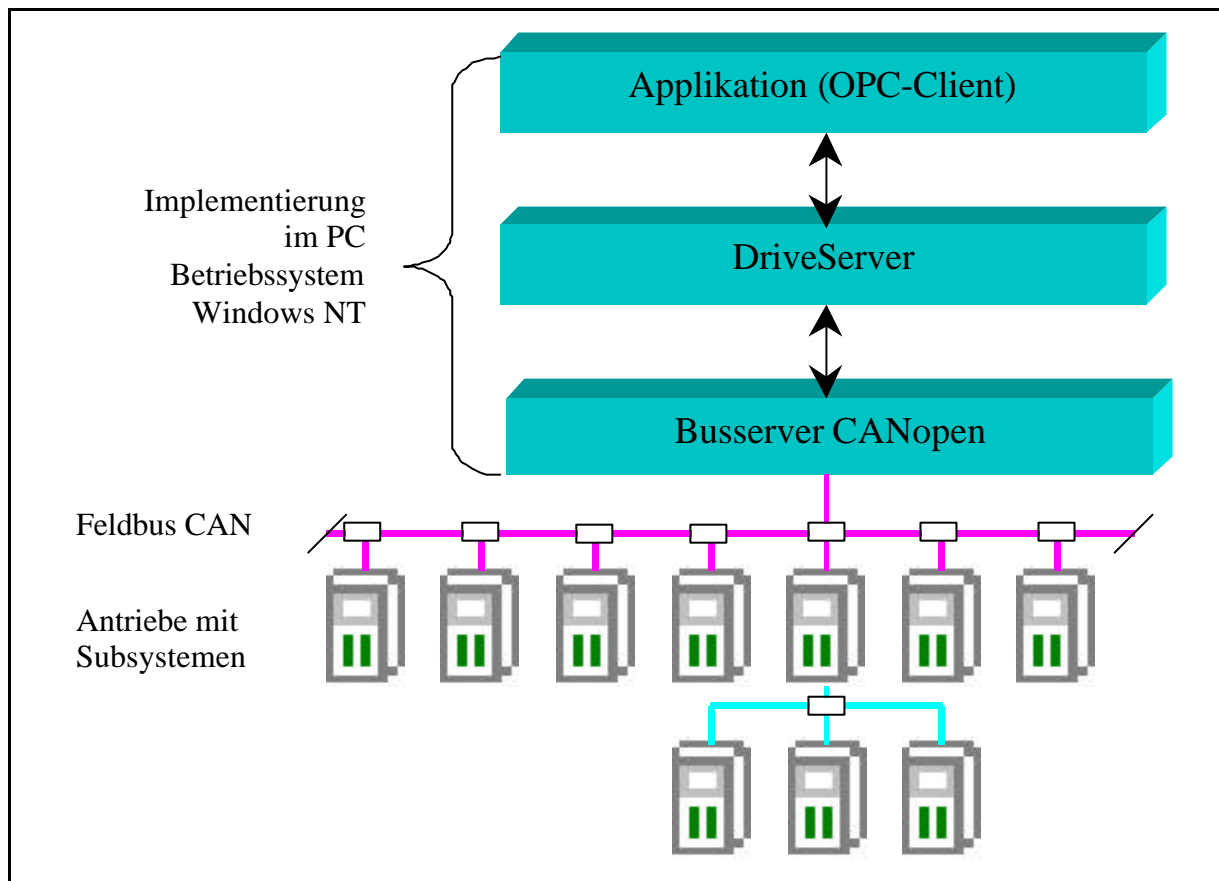 Applikation (OPC-Client)
Implementierung
im PC
Betriebssystem
Windows NT
DriveServer
Busserver CANopen
Feldbus CAN
Antriebe mit
Subsystemen